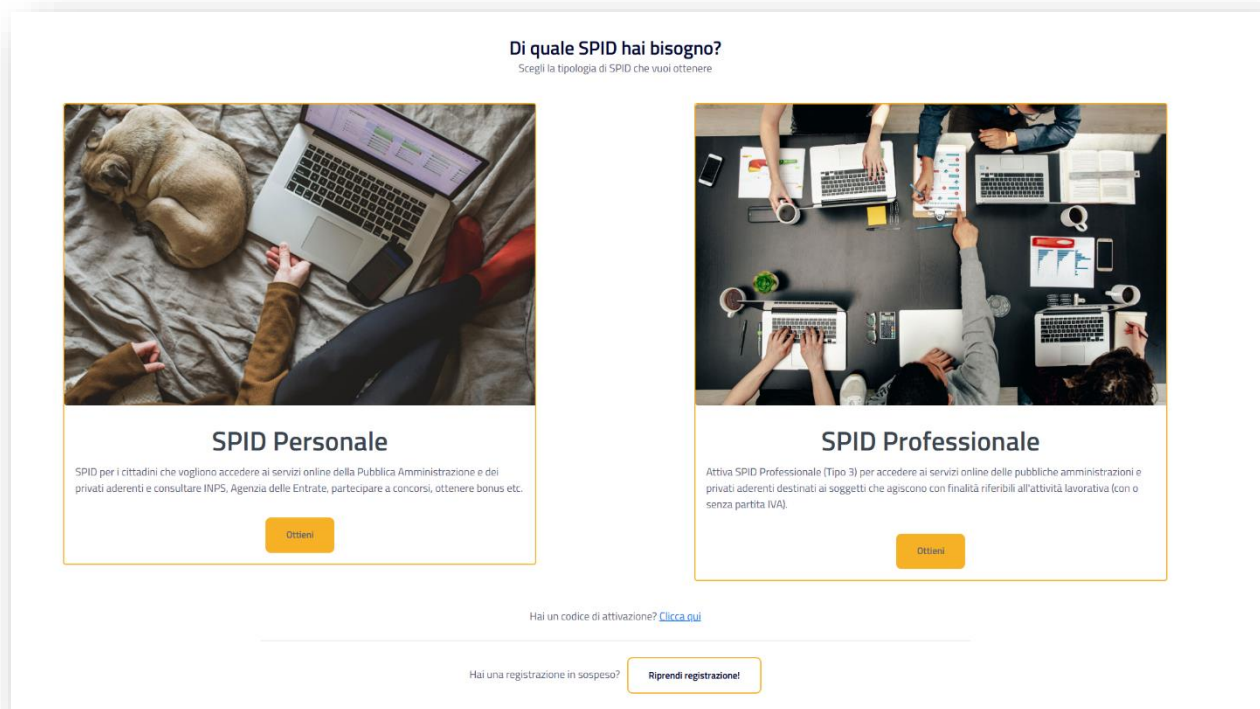 Di quale SPID hai bisogno?
Scegli la tipologia di SPID che vuoi ottenere
SPID Personale
SPID per i cittadini che vogliono accedere ai servizi online della Pubblica Amministrazione e dei
privati aderenti e consultare INPS, Agenzia delle Entrate, partecipare a concorsi, ottenere bonus etc.
Ottieni
SPID Professionale
Attiva SPID Professionale (Tipo 3) per accedere ai servizi online delle pubbliche amministrazioni e
privati aderenti destinati ai soggetti che agiscono con finalità riferibili all'attività lavorativa (con o
senza partita IVA).
Ottieni
Hai un codice di attivazione? Clicca qui
Hai una registrazione in sospeso? Riprendi registrazione!